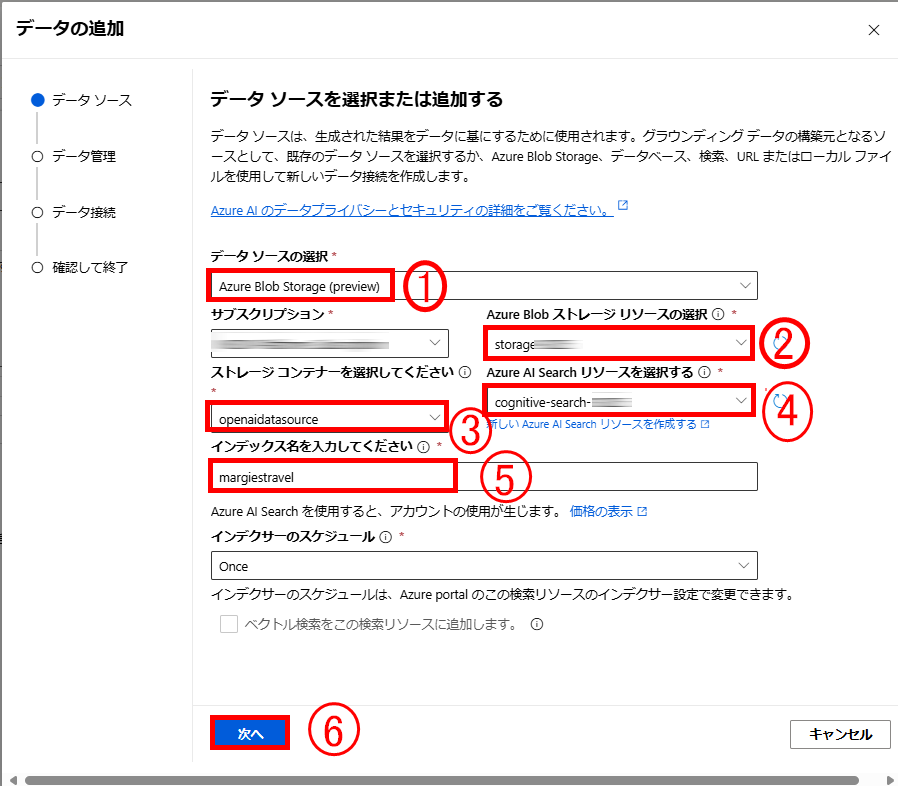 データの追加
データ ソース
データ管理
データ接続
確認して終了
データ ソースを選択または追加する
データ ソースは、生成された結果をデータに基にするために使用されます。グラウンディング データの構築元となるソ
ースとして、既存のデータ ソースを選択するか、Azure Blob Storage、データベース、検索、URL またはローカル ファイ
ルを使用して新しいデータ接続を作成します。
Azure AI のデータプライバシーとセキュリティの詳細をご覧ください。
データ ソースの選択 *
Azure Blob Storage (preview) ①
サブスクリプション *
Azure Blob ストレージ リソースの選択 *
storage ②
ストレージ コンテナーを選択してください *
openaidatasource ③
Azure AI Search リソースを選択する *
cognitive-search- ④
新しい Azure AI Search リソースを作成する
インデックス名を入力してください *
margiestravel ⑤
Azure AI Search を使用すると、アカウントの使用が生じます。 価格の表示
インデクサーのスケジュール *
Once
インデクサーのスケジュールは、Azure portal のこの検索リソースのインデクサー設定で変更できます。
ベクトル検索をこの検索リソースに追加します。
次へ ⑥
キャンセル